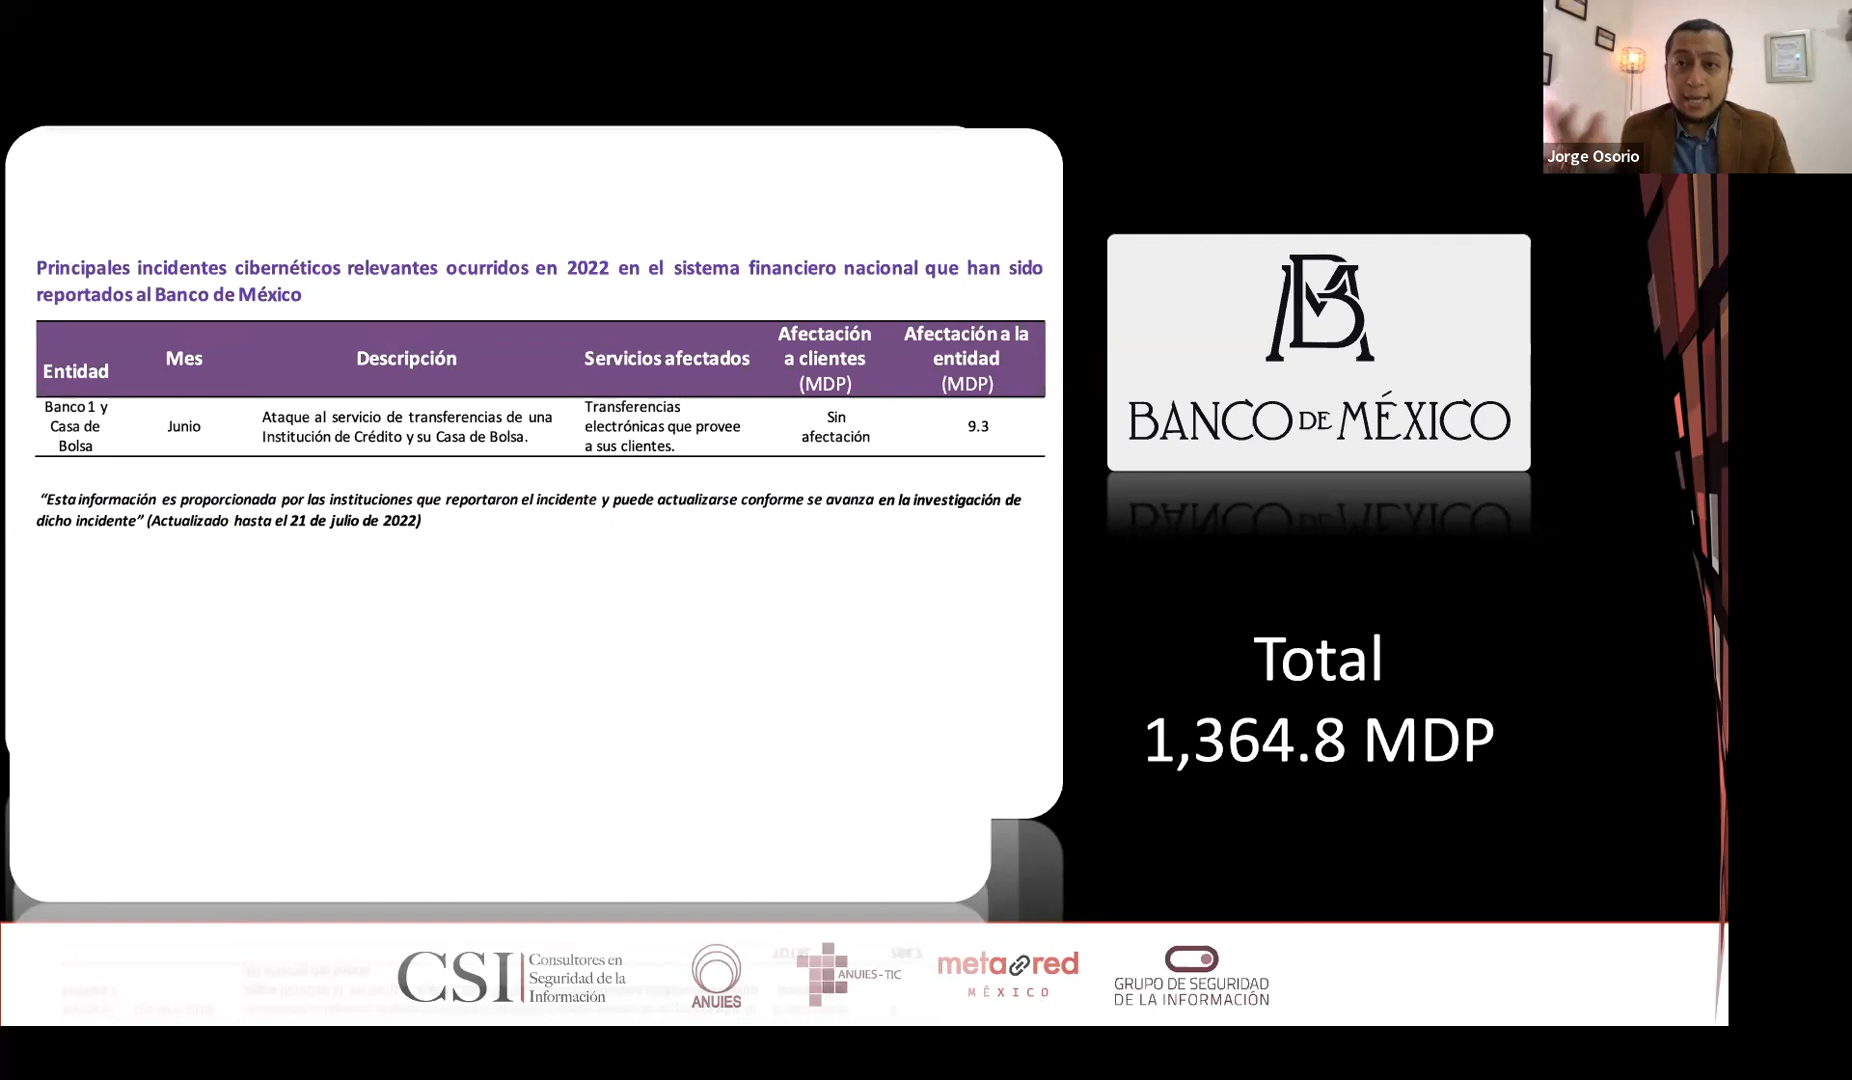 Jorge Osorio
Principales incidentes cibernéticos relevantes ocurridos en 2022 en el sistema financiero nacional que han sido
reportados al Banco de México
Entidad
Mes
Descripción
Servicios afectados
Afectación
a clientes
(MDP)
Afectación a la
entidad
(MDP)
Banco 1 y
Casa de
Bolsa
Junio
Ataque al servicio de transferencias de una
Institución de Crédito y su Casa de Bolsa.
Transferencias
electrónicas que provee
a sus clientes.
Sin
afectación
9.3
“Esta información es proporcionada por las instituciones que reportaron el incidente y puede actualizarse conforme se avanza en la investigación de
dicho incidente” (Actualizado hasta el 21 de julio de 2022)
BANCO DE MÉXICO
Total
1,364.8 MDP
CSI
Consultores en
Seguridad de la
Información
ANUIES
ANUIES-TIC
metared
MÉXICO
GRUPO DE SEGURIDAD
DE LA INFORMACIÓN